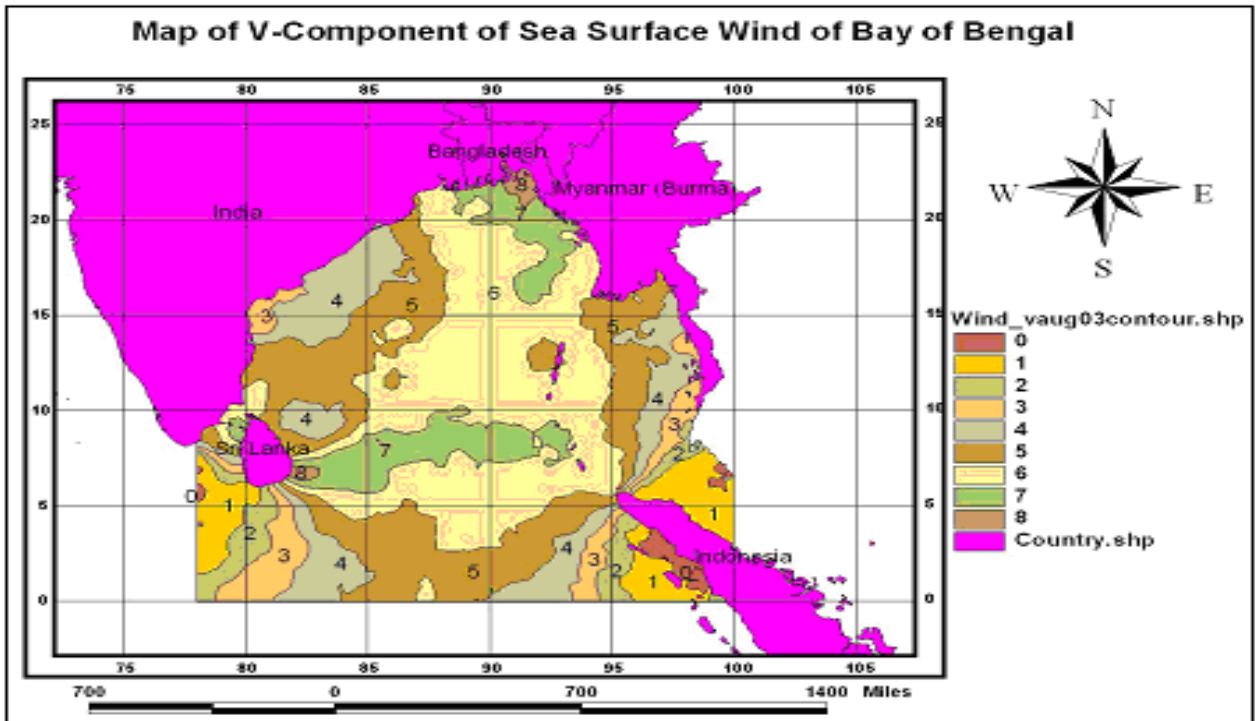 Map of V-Component of Sea Surface Wind of Bay of Bengal
75 80 85 90 95 100 105
25 25
Bangladesh
8
Myanmar (Burma)
India
20 20
4
5
6
3
15 15
5
10 10
4
4
3
7
Sri Lanka
8
2
0
1
5 5
1
2
3
4
5
4
3
2
1
0
Indonesia
0 0
75 80 85 90 95 100 105
700 0 700 1400 Miles
N
W E
S
Wind_vaug03contour.shp
0
1
2
3
4
5
6
7
8
Country.shp